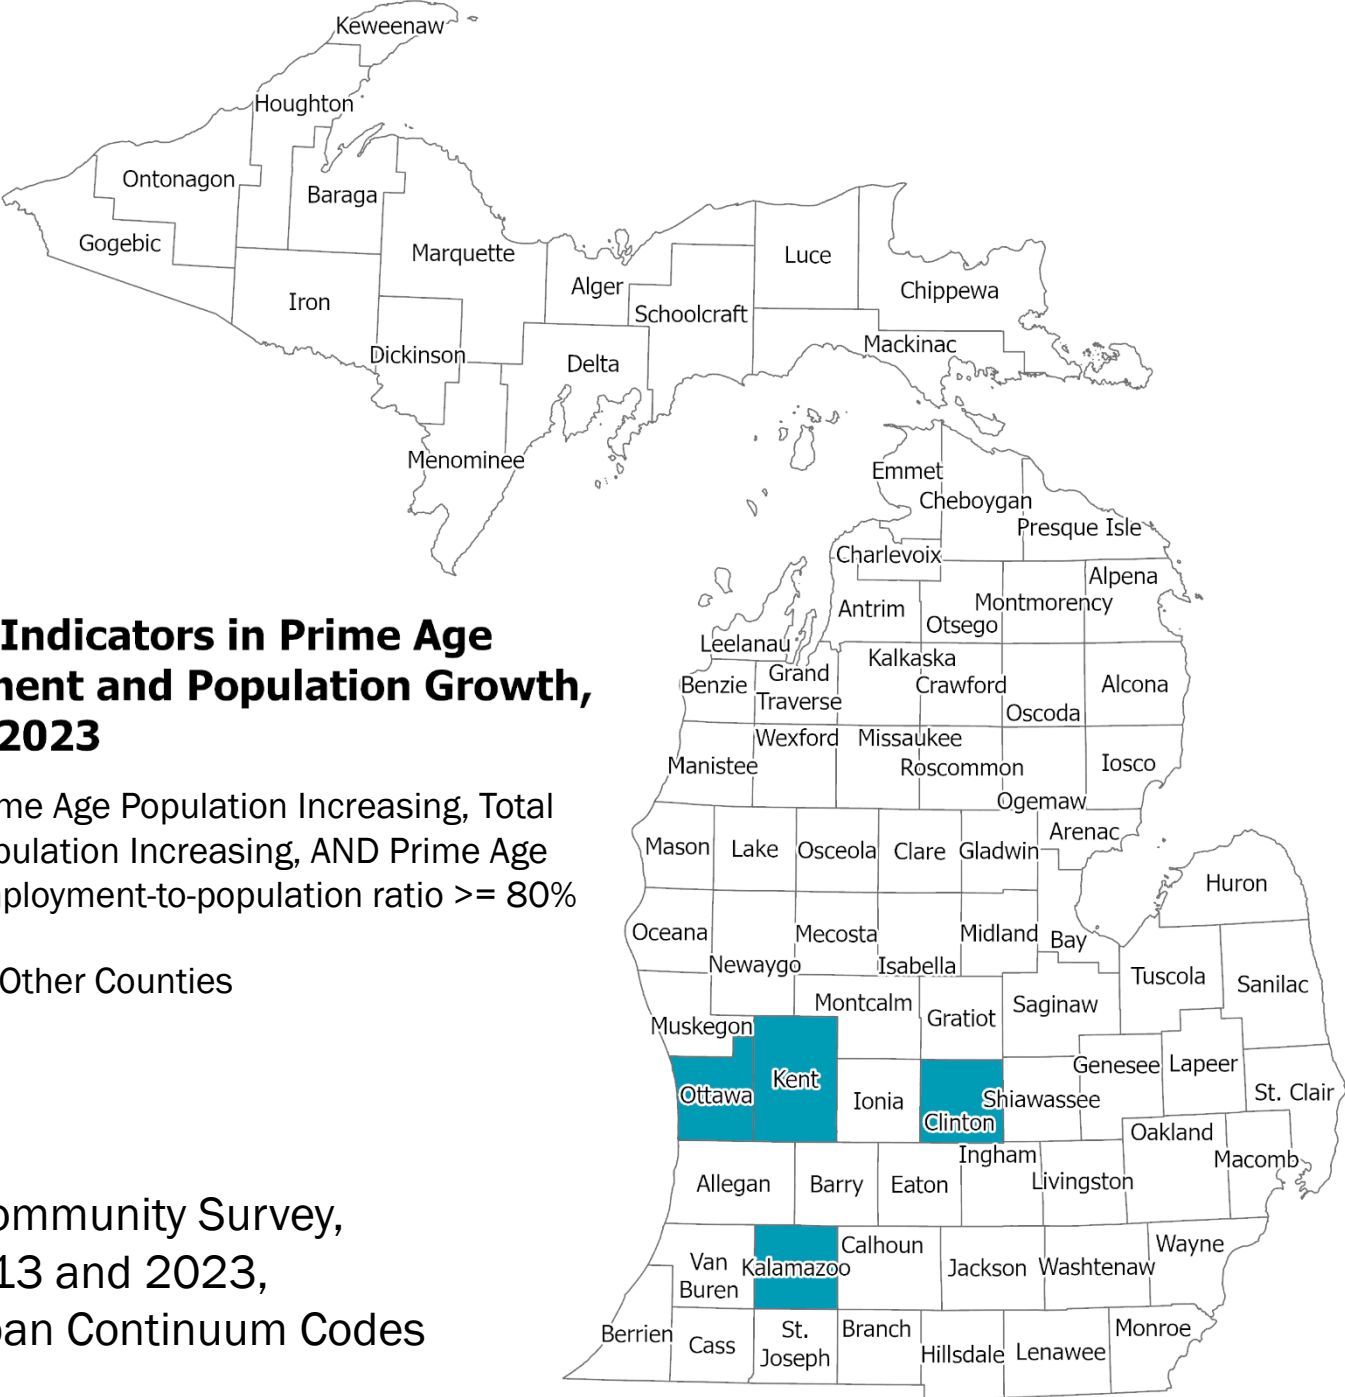 Keweenaw
Houghton
Ontonagon
Baraga
Gogebic
Marquette
Luce
Alger
Chippewa
Iron
Schoolcraft
Mackinac
Dickinson
Delta
Menominee
Emmet
Cheboygan
Presque Isle
Charlevoix
Alpena
Antrim
Montmorency
Otsego
Leelanau
Kalkaska
Grand
Traverse
Benzie
Crawford
Alcona
Oscoda
Wexford
Missaukee
Manistee
Roscommon
Iosco
Ogemaw
Arenac
Mason
Lake
Osceola
Clare
Gladwin
Huron
Oceana
Mecosta
Midland
Bay
Newaygo
Isabella
Tuscola
Sanilac
Montcalm
Saginaw
Gratiot
Muskegon
Genesee
Lapeer
Kent
Ottawa
Ionia
Shiawassee
St. Clair
Clinton
Oakland
Ingham
Macomb
Allegan
Barry
Eaton
Livingston
Calhoun
Wayne
Van
Buren
Kalamazoo
Jackson
Washtenaw
Berrien
Cass
St.
Joseph
Branch
Hillsdale
Lenawee
Monroe
Indicators in Prime Age
ment and Population Growth,
2023
me Age Population Increasing, Total
pulation Increasing, AND Prime Age
ployment-to-population ratio >= 80%
Other Counties
ommunity Survey,
13 and 2023,
ban Continuum Codes